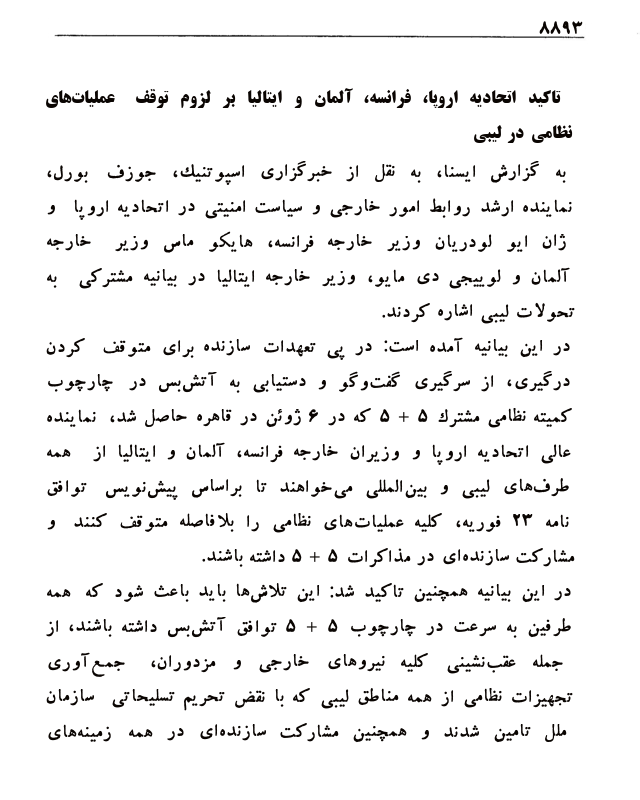 ۸۸۹۳
تاکید اتحادیه اروپا، فرانسه، آلمان و ایتالیا بر لزوم توقف عملیات‌های
نظامی در لیبی
به گزارش ایسنا، به نقل از خبرگزاری اسپوتنیك، جوزف بورل،
نماینده ارشد روابط امور خارجی و سیاست امنیتی در اتحادیه اروپا و
ژان ایو لودریان وزیر خارجه فرانسه، هایکو ماس وزیر خارجه
آلمان و لوییجی دی مایو، وزیر خارجه ایتالیا در بیانیه مشترکی به
تحولات لیبی اشاره کردند.
در این بیانیه آمده است: در پی تعهدات سازنده برای متوقف کردن
درگیری، از سرگیری گفت‌وگو و دستیابی به آتش‌بس در چارچوب
کمیته نظامی مشترك ۵ + ۵ که در ۶ ژوئن در قاهره حاصل شد، نماینده
عالی اتحادیه اروپا و وزیران خارجه فرانسه، آلمان و ایتالیا از همه
طرف‌های لیبی و بین‌المللی می‌خواهند تا براساس پیش‌نویس توافق
نامه ۲۳ فوریه، کلیه عملیات‌های نظامی را بلافاصله متوقف کنند و
مشارکت سازنده‌ای در مذاکرات ۵ + ۵ داشته باشند.
در این بیانیه همچنین تاکید شد: این تلاش‌ها باید باعث شود که همه
طرفین به سرعت در چارچوب ۵ + ۵ توافق آتش‌بس داشته باشند، از
جمله عقب‌نشینی کلیه نیروهای خارجی و مزدوران، جمع‌آوری
تجهیزات نظامی از همه مناطق لیبی که با نقض تحریم تسلیحاتی سازمان
ملل تامین شدند و همچنین مشارکت سازنده‌ای در همه زمینه‌های